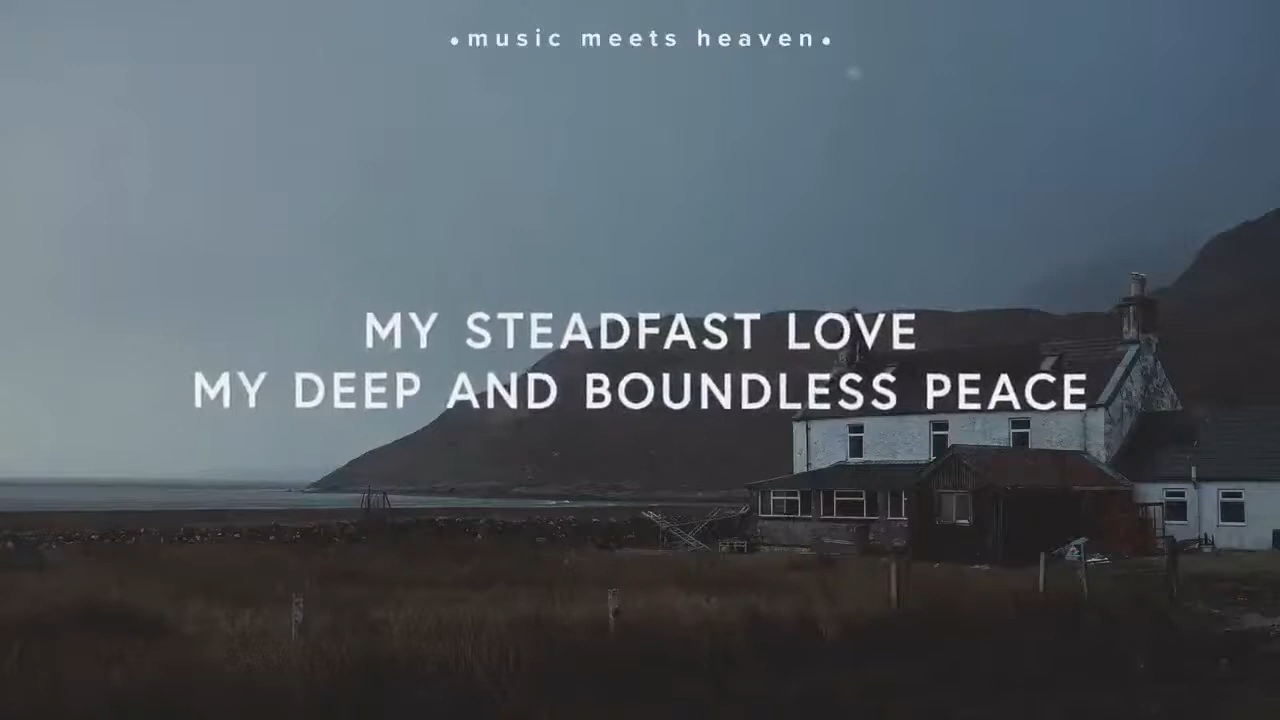 •music meets heaven•
MY STEADFAST LOVE
MY DEEP AND BOUNDLESS PEACE